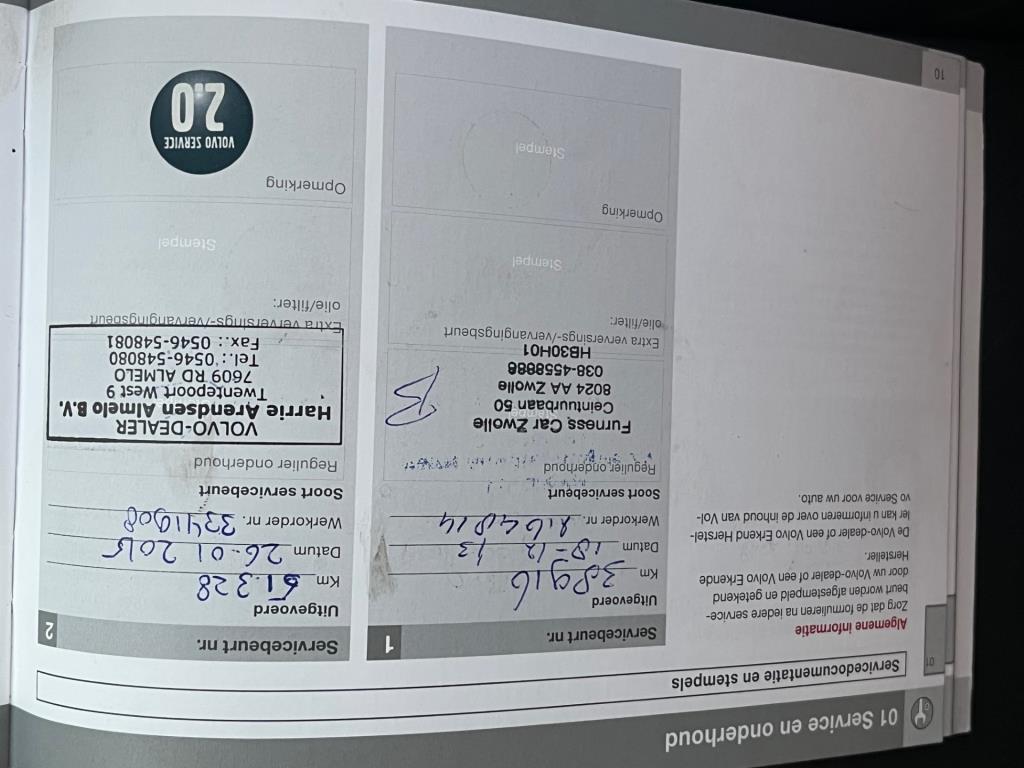 01 Service en onderhoud
Servicedocumentatie en stempels
01
Algemene informatie
Zorg dat de formulieren na iedere service-
beurt worden afgestempeld en getekend
door uw Volvo-dealer of een Volvo Erkende
Hersteller.
De Volvo-dealer of een Volvo Erkend Herstel-
ler kan u informeren over de inhoud van Vol-
vo Service voor uw auto.
Servicebeurt nr. 1
Uitgevoerd
Km 38916
Datum 18-12 13
Werkorder nr.
Soort servicebeurt
Regulier onderhoud
Furness Car Zwolle
Ceintuurbaan 50
8024 AA Zwolle
038-4558888
HB30H01
Extra verversings-/vervangingsbeurt
olie/filter:
Stempel
Opmerking
Stempel
Servicebeurt nr. 2
Uitgevoerd
Km 51.328
Datum 26-01 2015
Werkorder nr. 33411908
Soort servicebeurt
Regulier onderhoud
VOLVO-DEALER
Harrie Arendsen Almelo B.V.
Twentepoort West 9
7609 RD ALMELO
Tel.: 0546-548080
Fax.: 0546-548081
Extra verversings-/vervangingsbeurt
olie/filter:
Stempel
Opmerking
VOLVO SERVICE
2.0
10